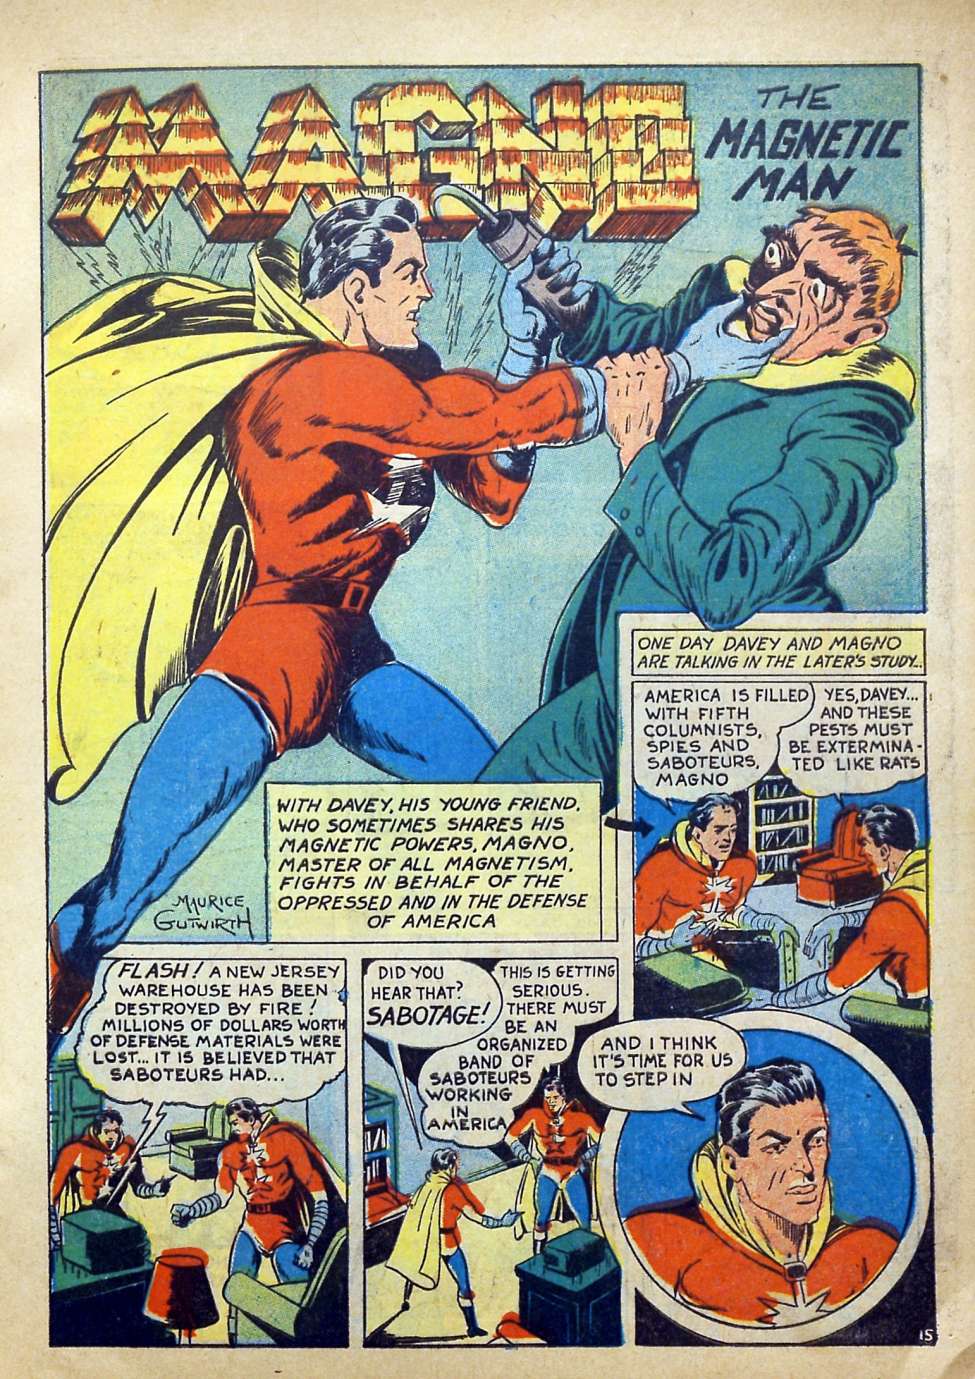 MAGNO
THE
MAGNETIC
MAN
ONE DAY DAVEY AND MAGNO
ARE TALKING IN THE LATER'S STUDY..
AMERICA IS FILLED
WITH FIFTH
COLUMNISTS,
SPIES AND
SABOTEURS,
MAGNO
YES, DAVEY...
AND THESE
PESTS MUST
BE EXTERMINA-
TED LIKE RATS
WITH DAVEY, HIS YOUNG FRIEND,
WHO SOMETIMES SHARES HIS
MAGNETIC POWERS, MAGNO,
MASTER OF ALL MAGNETISM,
FIGHTS IN BEHALF OF THE
OPPRESSED AND IN THE DEFENSE
OF AMERICA
MAURICE
GUTWIRTH
FLASH! A NEW JERSEY
WAREHOUSE HAS BEEN
DESTROYED BY FIRE!
MILLIONS OF DOLLARS WORTH
OF DEFENSE MATERIALS WERE
LOST... IT IS BELIEVED THAT
SABOTEURS HAD...
DID YOU
HEAR THAT?
SABOTAGE!
THIS IS GETTING
SERIOUS.
THERE MUST
BE AN
ORGANIZED
BAND OF
SABOTEURS
WORKING
IN
AMERICA
AND I THINK
IT'S TIME FOR US
TO STEP IN
15